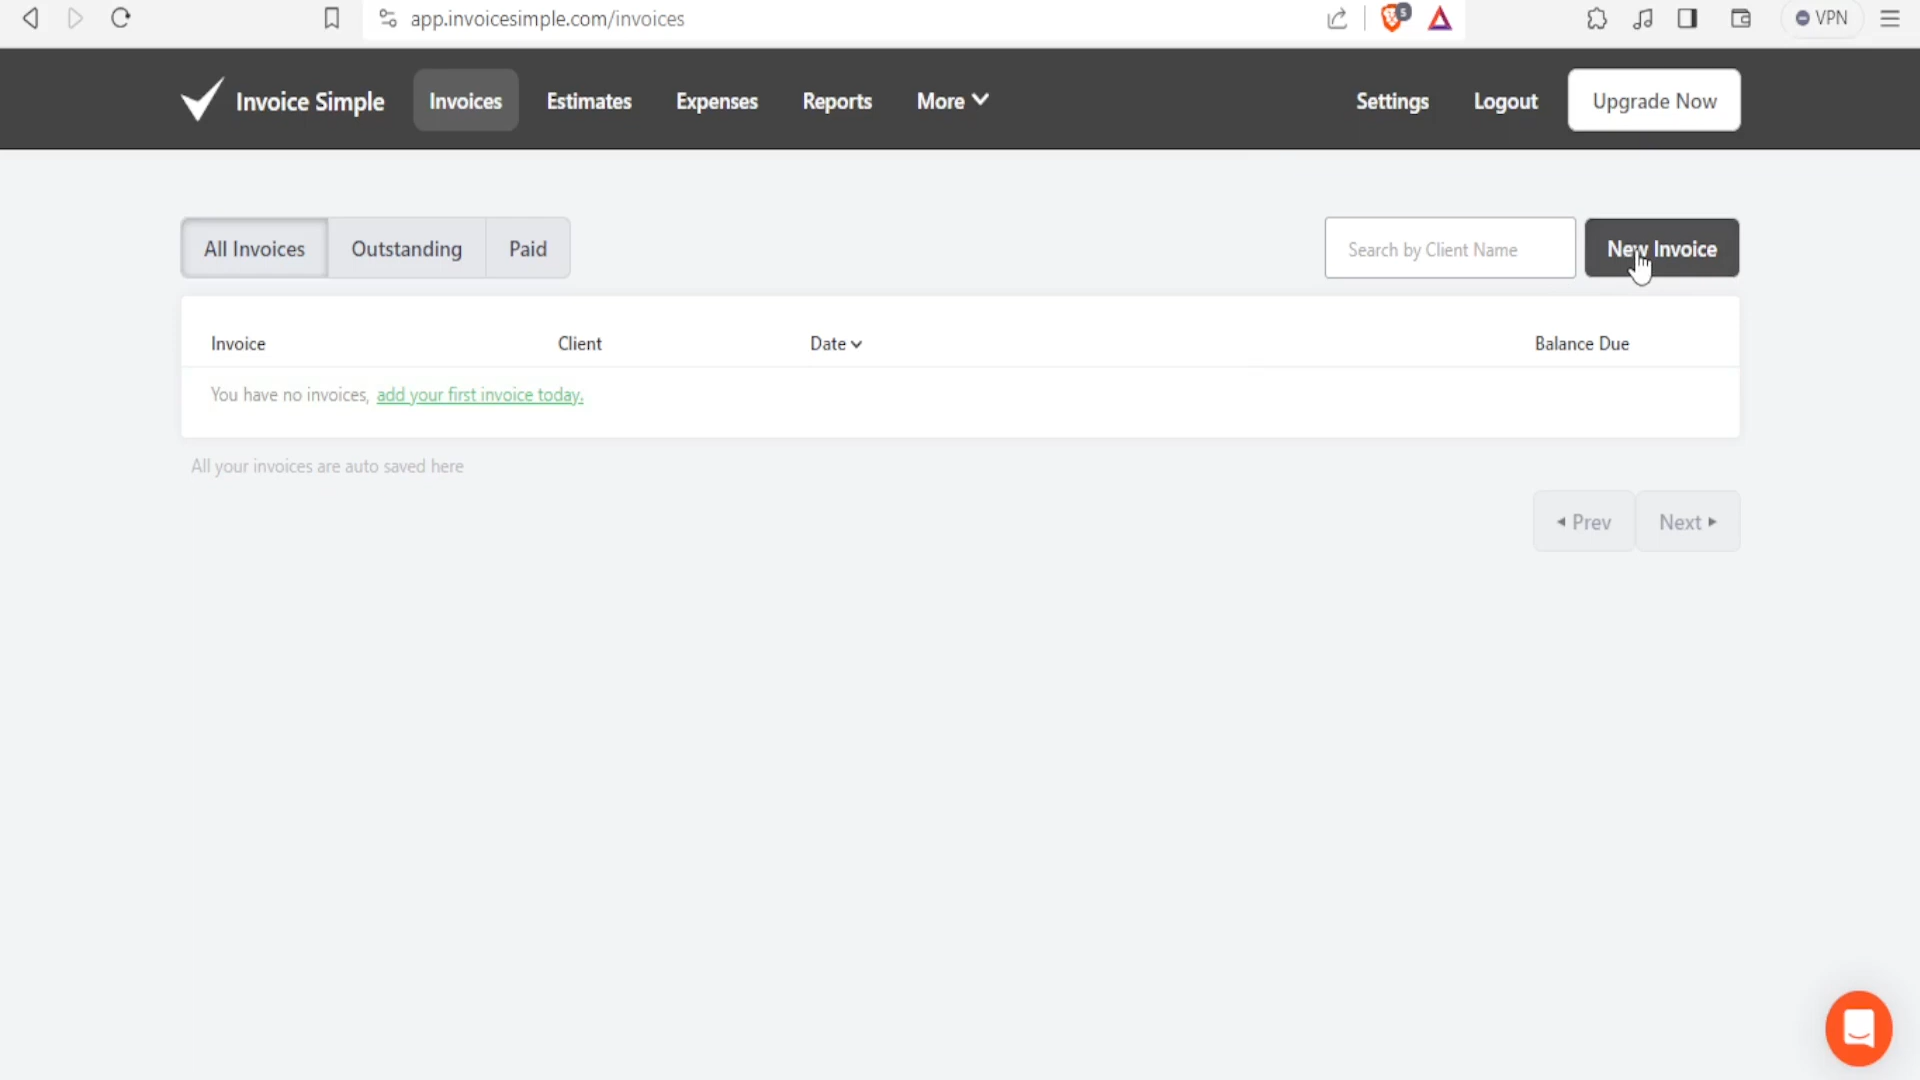 app.invoicesimple.com/invoices
5
VPN
Invoice Simple
Invoices
Estimates
Expenses
Reports
More
Settings
Logout
Upgrade Now
All Invoices
Outstanding
Paid
Search by Client Name
New Invoice
Invoice
Client
Date
Balance Due
You have no invoices, add your first invoice today.
All your invoices are auto saved here
Prev
Next